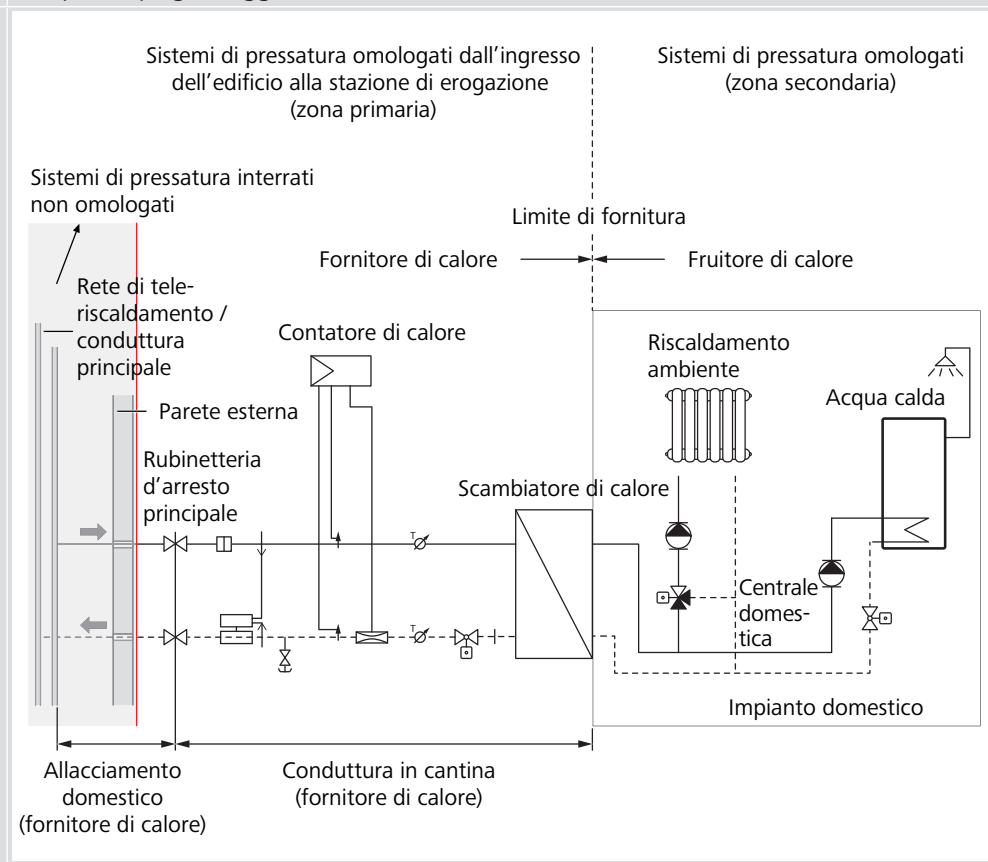 Sistemi di pressatura omologati dall'ingresso
dell'edificio alla stazione di erogazione
(zona primaria)
Sistemi di pressatura omologati
(zona secondaria)
Sistemi di pressatura interrati
non omologati
Limite di fornitura
Fornitore di calore
Fruitore di calore
Rete di tele-
riscaldamento /
conduttura
principale
Contatore di calore
Riscaldamento
ambiente
Acqua calda
Parete esterna
Rubinetteria
d'arresto
principale
Scambiatore di calore
T
T
Centrale
domes-
tica
Impianto domestico
Allacciamento
domestico
(fornitore di calore)
Conduttura in cantina
(fornitore di calore)